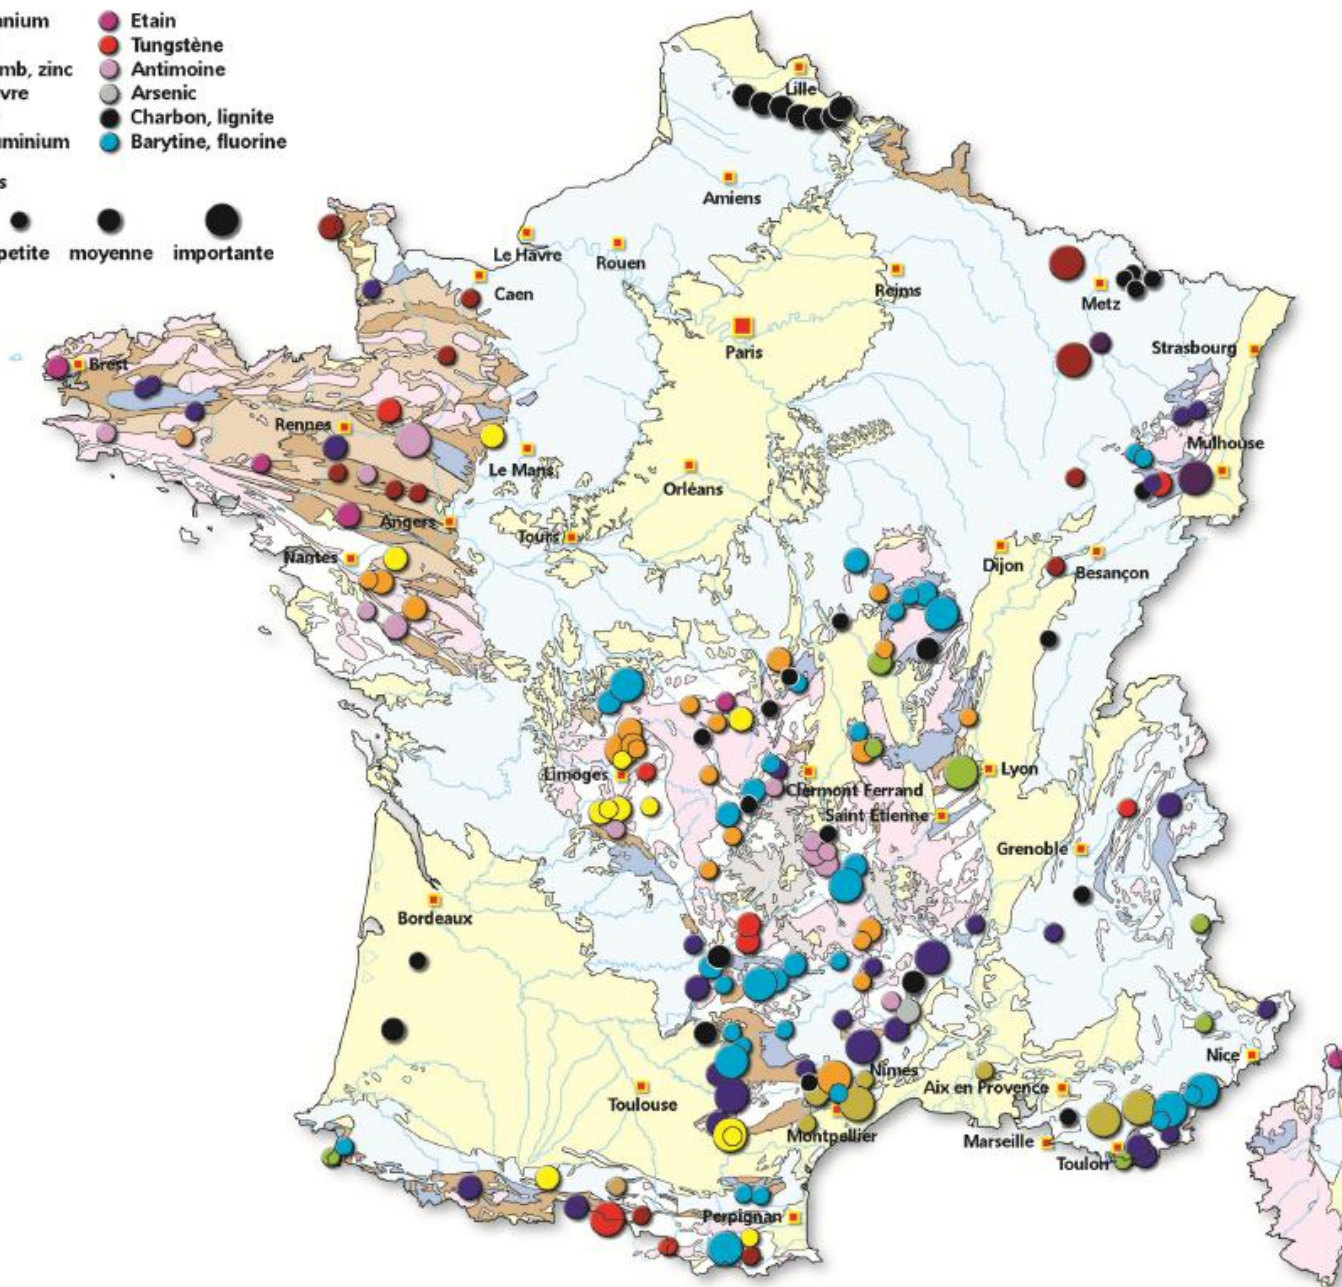 anium
Etain
Tungstène
mb, zinc
Antimoine
vre
Arsenic
Charbon, lignite
uminium
Barytine, fluorine
s
petite moyenne importante
Lille
Amiens
Le Havre
Rouen
Caen
Reims
Metz
Paris
Strasbourg
Brest
Rennes
Le Mans
Mulhouse
Orléans
Angers
Tours
Nantes
Dijon
Besançon
Limoges
Clermont Ferrand
Lyon
Saint Etienne
Grenoble
Bordeaux
Nice
Nîmes
Aix en Provence
Toulouse
Montpellier
Marseille
Toulon
Perpignan